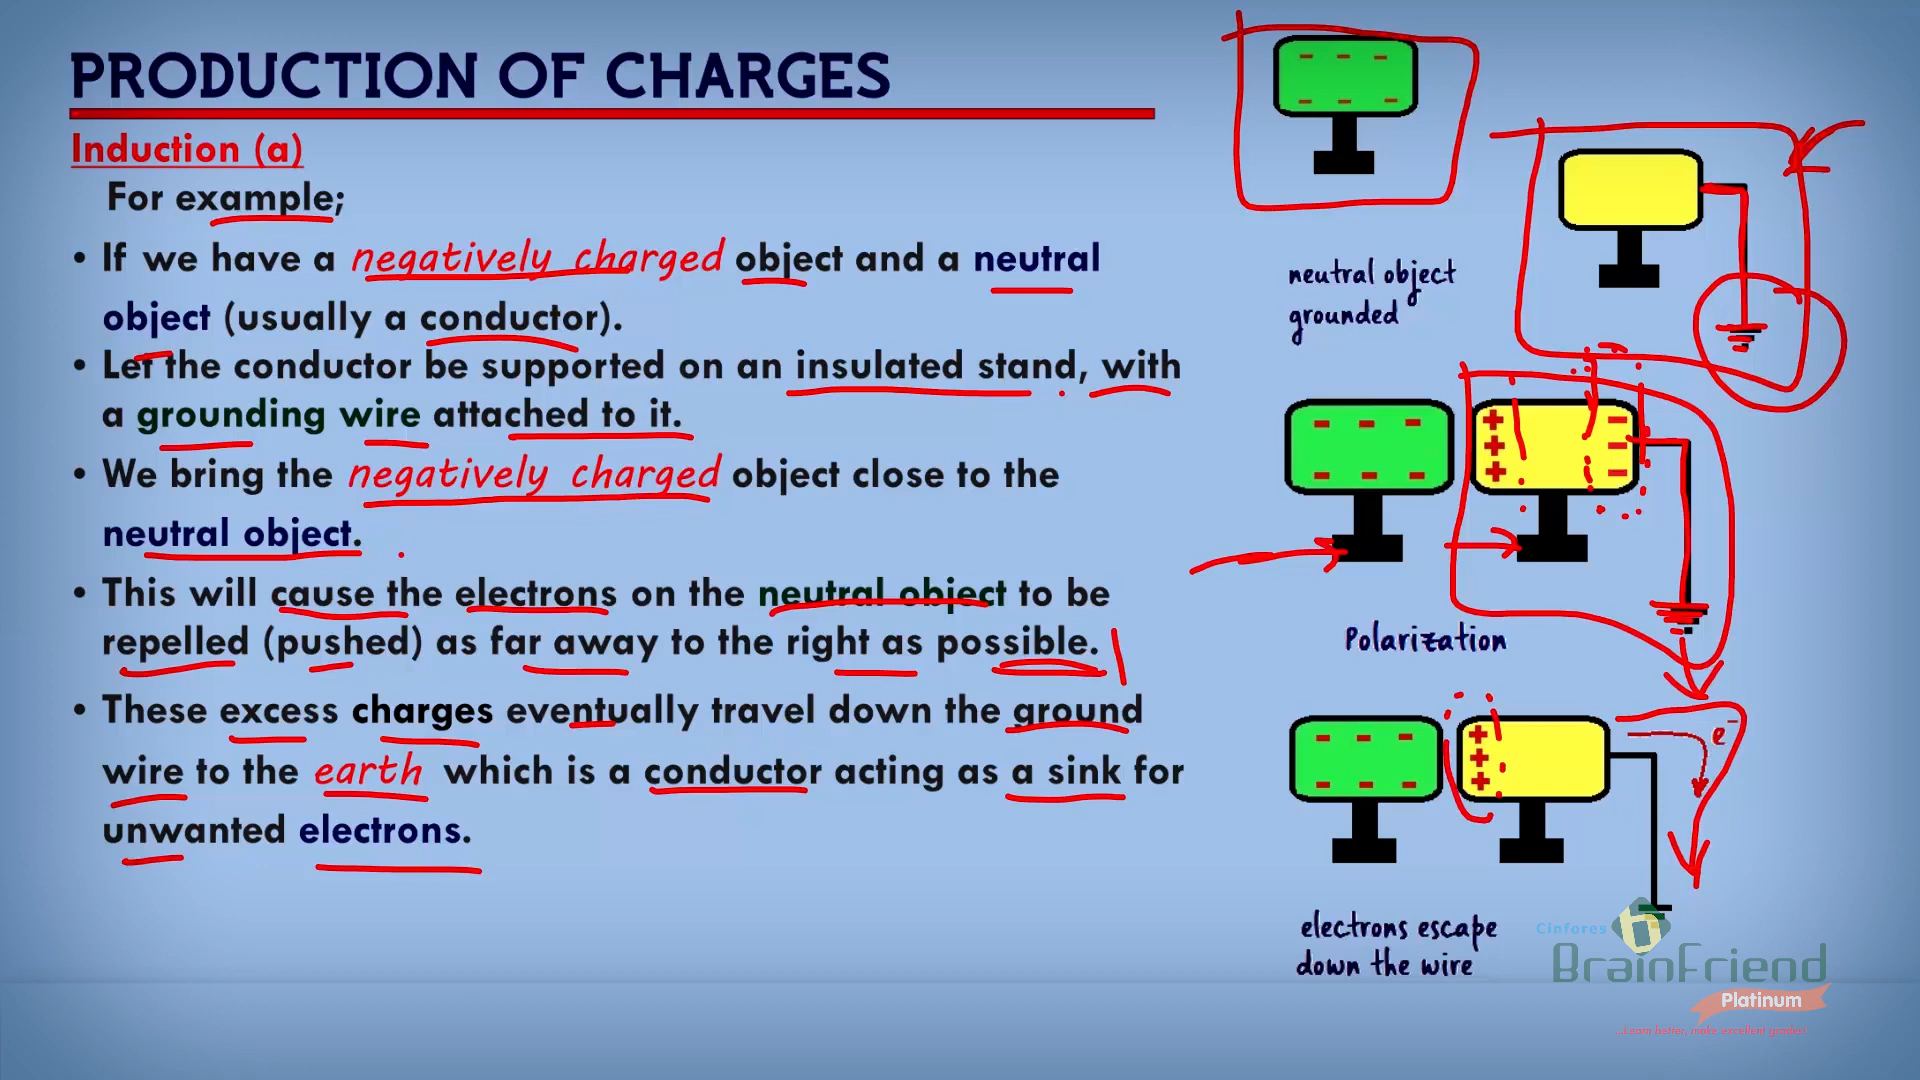 PRODUCTION OF CHARGES
Induction (a)
For example;
• If we have a negatively charged object and a neutral
object (usually a conductor).
• Let the conductor be supported on an insulated stand, with
a grounding wire attached to it.
• We bring the negatively charged object close to the
neutral object.
• This will cause the electrons on the neutral object to be
repelled (pushed) as far away to the right as possible.
• These excess charges eventually travel down the ground
wire to the earth which is a conductor acting as a sink for
unwanted electrons.
neutral object
grounded
+ −
+ −
+ −
Polarization
+
+
+
e⁻
electrons escape
down the wire
Cinfores
BrainFriend
Platinum
...Learn better, make excellent grades!